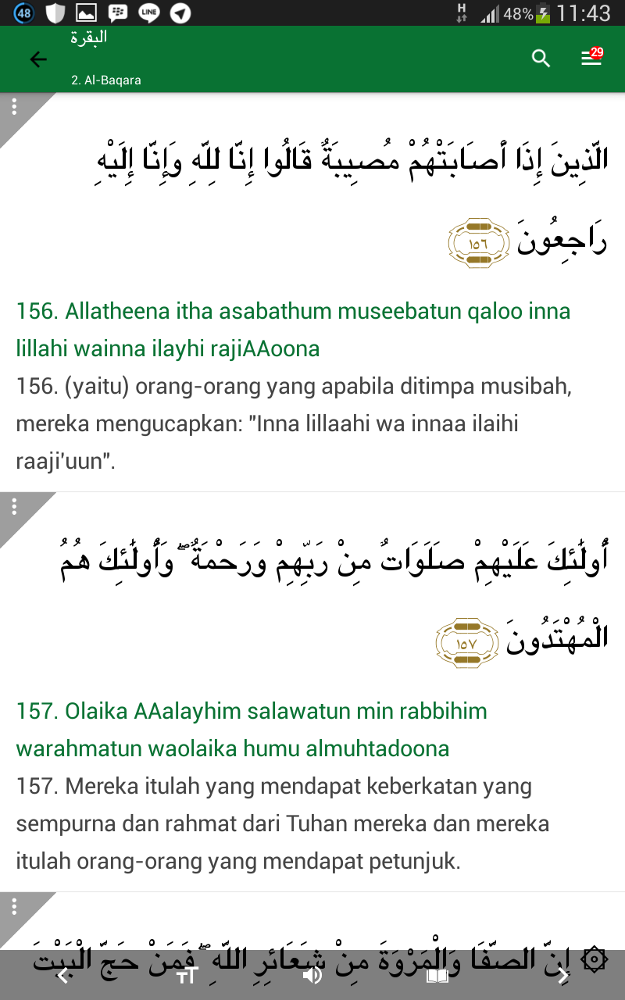 48 LINE H 48% 11:43
البقرة
2. Al-Baqara
29
الَّذِينَ إِذَا أَصَابَتْهُمْ مُصِيبَةٌ قَالُوا إِنَّا لِلَّهِ وَإِنَّا إِلَيْهِ
رَاجِعُونَ ١٥٦
156. Allatheena itha asabathum museebatun qaloo inna
lillahi wainna ilayhi rajiAAoona
156. (yaitu) orang-orang yang apabila ditimpa musibah,
mereka mengucapkan: "Inna lillaahi wa innaa ilaihi
raaji'uun".
أُولَٰئِكَ عَلَيْهِمْ صَلَوَاتٌ مِنْ رَبِّهِمْ وَرَحْمَةٌ ۖ وَأُولَٰئِكَ هُمُ
الْمُهْتَدُونَ ١٥٧
157. Olaika AAalayhim salawatun min rabbihim
warahmatun waolaika humu almuhtadoona
157. Mereka itulah yang mendapat keberkatan yang
sempurna dan rahmat dari Tuhan mereka dan mereka
itulah orang-orang yang mendapat petunjuk.
۞ إِنَّ الصَّفَا وَالْمَرْوَةَ مِنْ شَعَائِرِ اللَّهِ ۖ فَمَنْ حَجَّ الْبَيْتَ
TT